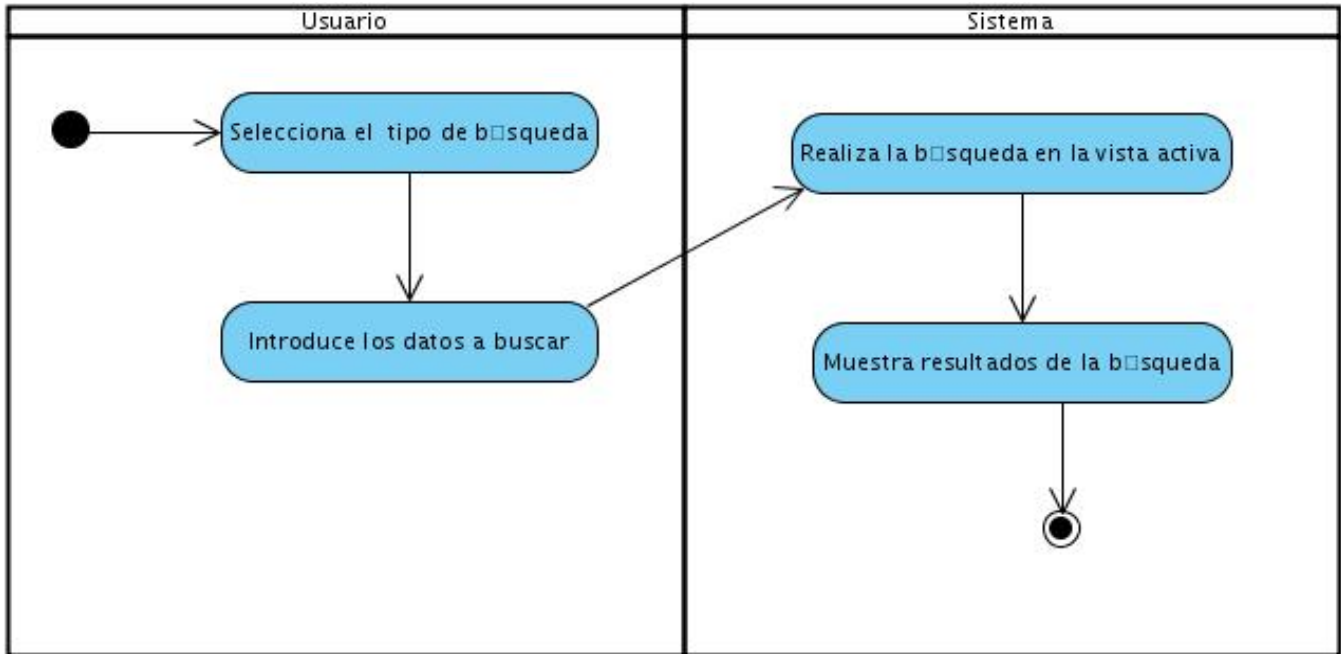 Usuario
Sistema
Selecciona el tipo de b□squeda
Realiza la b□squeda en la vista activa
Introduce los datos a buscar
Muestra resultados de la b□squeda